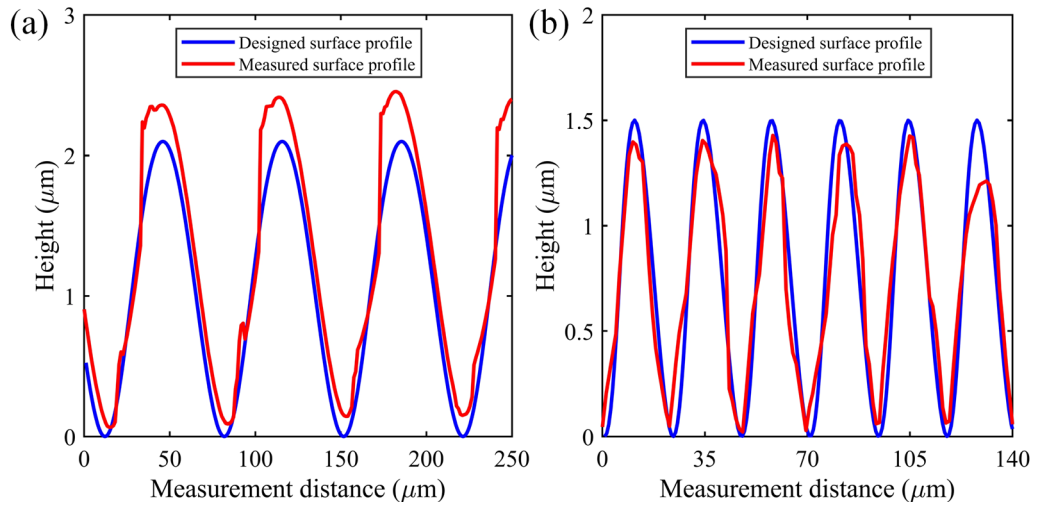 (a)
Designed surface profile
Measured surface profile
3
2
1
0
Height (μm)
0 50 100 150 200 250
Measurement distance (μm)
(b)
Designed surface profile
Measured surface profile
2
1.5
1
0.5
0
Height (μm)
0 35 70 105 140
Measurement distance (μm)